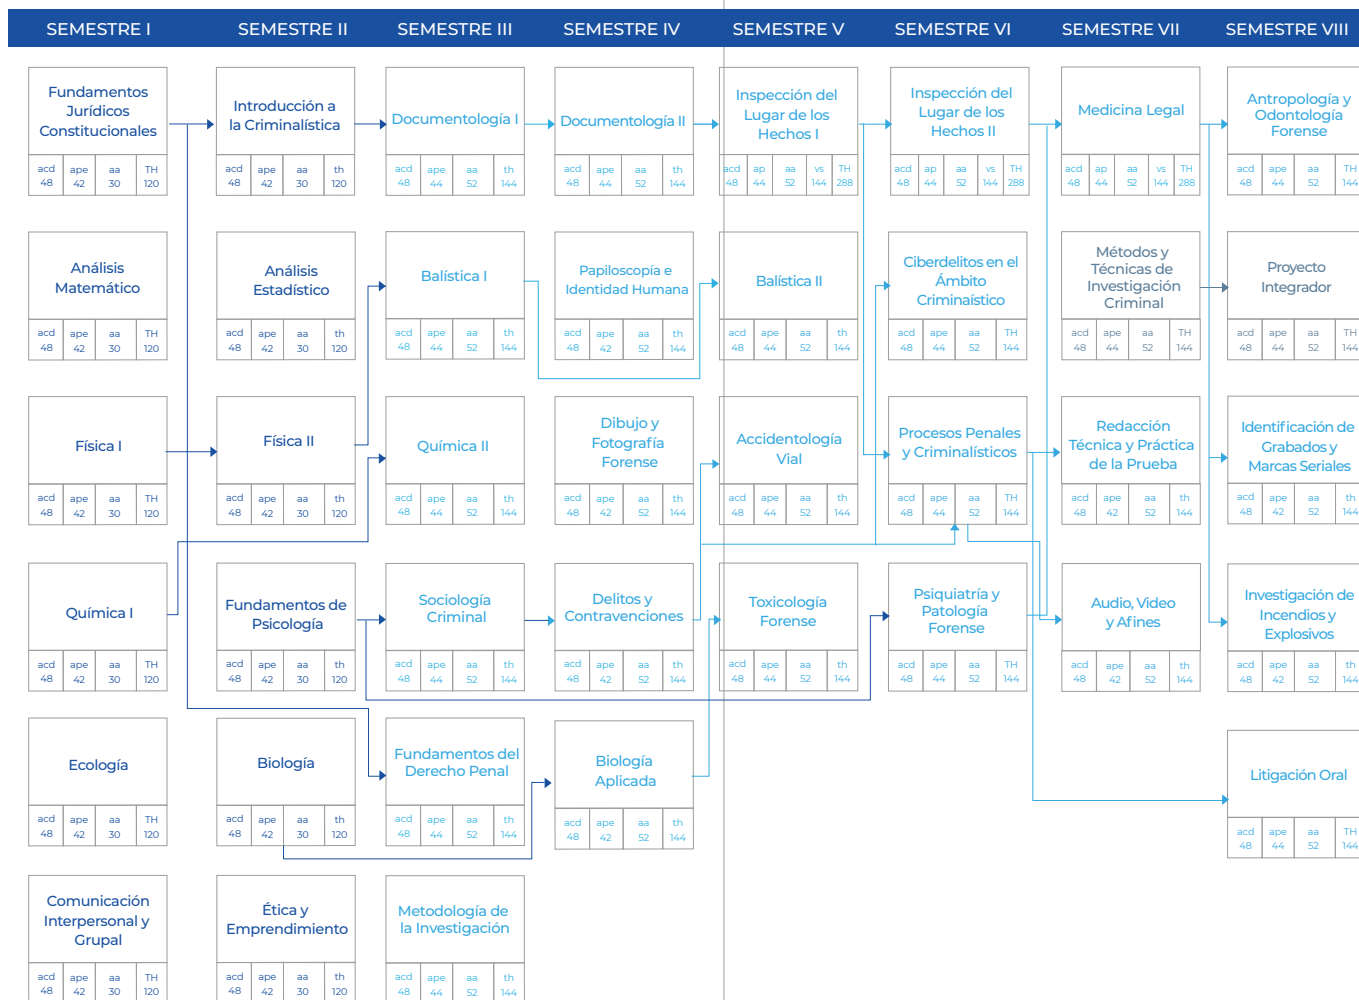 SEMESTRE I
SEMESTRE II
SEMESTRE III
SEMESTRE IV
SEMESTRE V
SEMESTRE VI
SEMESTRE VII
SEMESTRE VIII
Fundamentos
Jurídicos
Constitucionales
acd ape aa TH
48 42 30 120
Introducción a
la Criminalística
acd ape aa th
48 42 30 120
Documentología I
acd ape aa th
48 44 52 144
Documentología II
acd ape aa th
48 44 52 144
Inspección del
Lugar de los
Hechos I
acd ap aa vs TH
48 44 52 144 288
Inspección del
Lugar de los
Hechos II
acd ap aa vs TH
48 44 52 144 288
Medicina Legal
acd ap aa vs TH
48 44 52 144 288
Antropología y
Odontología
Forense
acd ape aa TH
48 44 52 144
Análisis
Matemático
acd ape aa TH
48 42 30 120
Análisis
Estadístico
acd ape aa th
48 42 30 120
Balística I
acd ape aa th
48 44 52 144
Papiloscopía e
Identidad Humana
acd ape aa th
48 42 52 144
Balística II
acd ape aa th
48 44 52 144
Ciberdelitos en el
Ámbito
Criminaístico
acd ape aa TH
48 44 52 144
Métodos y
Técnicas de
Investigación
Criminal
acd ape aa TH
48 44 52 144
Proyecto
Integrador
acd ape aa TH
48 44 52 144
Física I
acd ape aa TH
48 42 30 120
Física II
acd ape aa th
48 42 30 120
Química II
acd ape aa th
48 44 52 144
Dibujo y
Fotografía
Forense
acd ape aa th
48 42 52 144
Accidentología
Vial
acd ape aa th
48 44 52 144
Procesos Penales
y Criminalísticos
acd ape aa TH
48 44 52 144
Redacción
Técnica y Práctica
de la Prueba
acd ape aa th
48 42 52 144
Identificación de
Grabados y
Marcas Seriales
acd ape aa th
48 42 52 144
Química I
acd ape aa TH
48 42 30 120
Fundamentos de
Psicología
acd ape aa th
48 42 30 120
Sociología
Criminal
acd ape aa th
48 44 52 144
Delitos y
Contravenciones
acd ape aa th
48 42 52 144
Toxicología
Forense
acd ape aa th
48 44 52 144
Psiquiatría y
Patología
Forense
acd ape aa TH
48 44 52 144
Audio, Video
y Afines
acd ape aa th
48 42 52 144
Investigación de
Incendios y
Explosivos
acd ape aa th
48 42 52 144
Ecología
acd ape aa TH
48 42 30 120
Biología
acd ape aa th
48 42 30 120
Fundamentos del
Derecho Penal
acd ape aa th
48 44 52 144
Biología
Aplicada
acd ape aa th
48 42 52 144
Litigación Oral
acd ape aa TH
48 44 52 144
Comunicación
Interpersonal y
Grupal
acd ape aa TH
48 42 30 120
Ética y
Emprendimiento
acd ape aa th
48 42 30 120
Metodología de
la Investigación
acd ape aa th
48 44 52 144